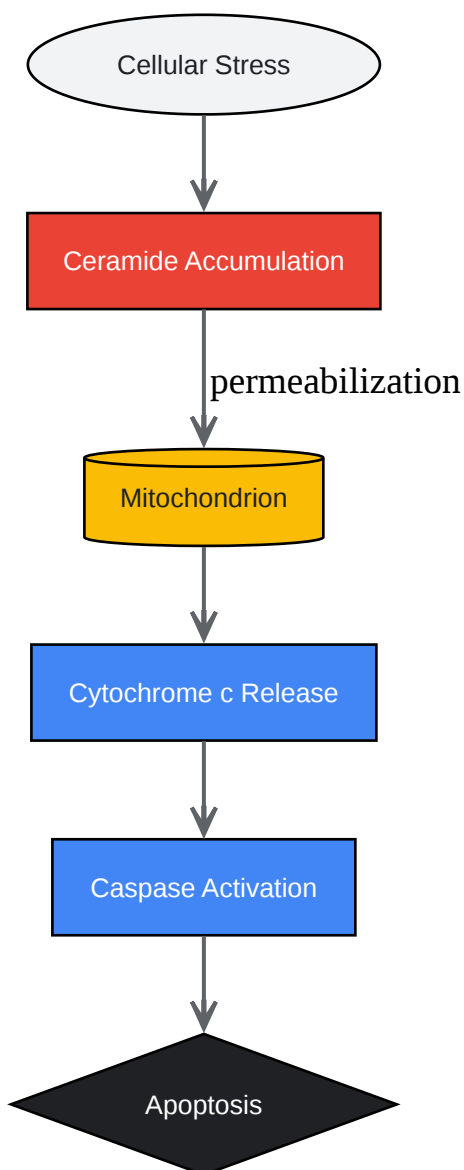 Cellular Stress
Ceramide Accumulation
permeabilization
Mitochondrion
Cytochrome c Release
Caspase Activation
Apoptosis